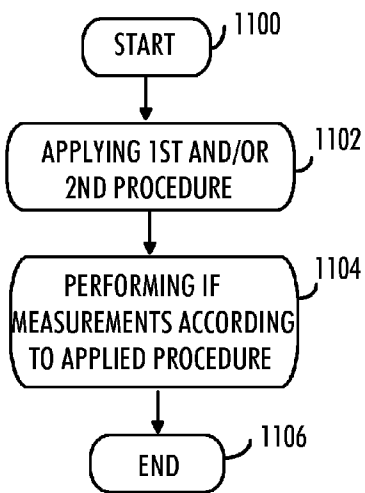 START
1100
APPLYING 1ST AND/OR
2ND PROCEDURE
1102
PERFORMING IF
MEASUREMENTS ACCORDING
TO APPLIED PROCEDURE
1104
END
1106